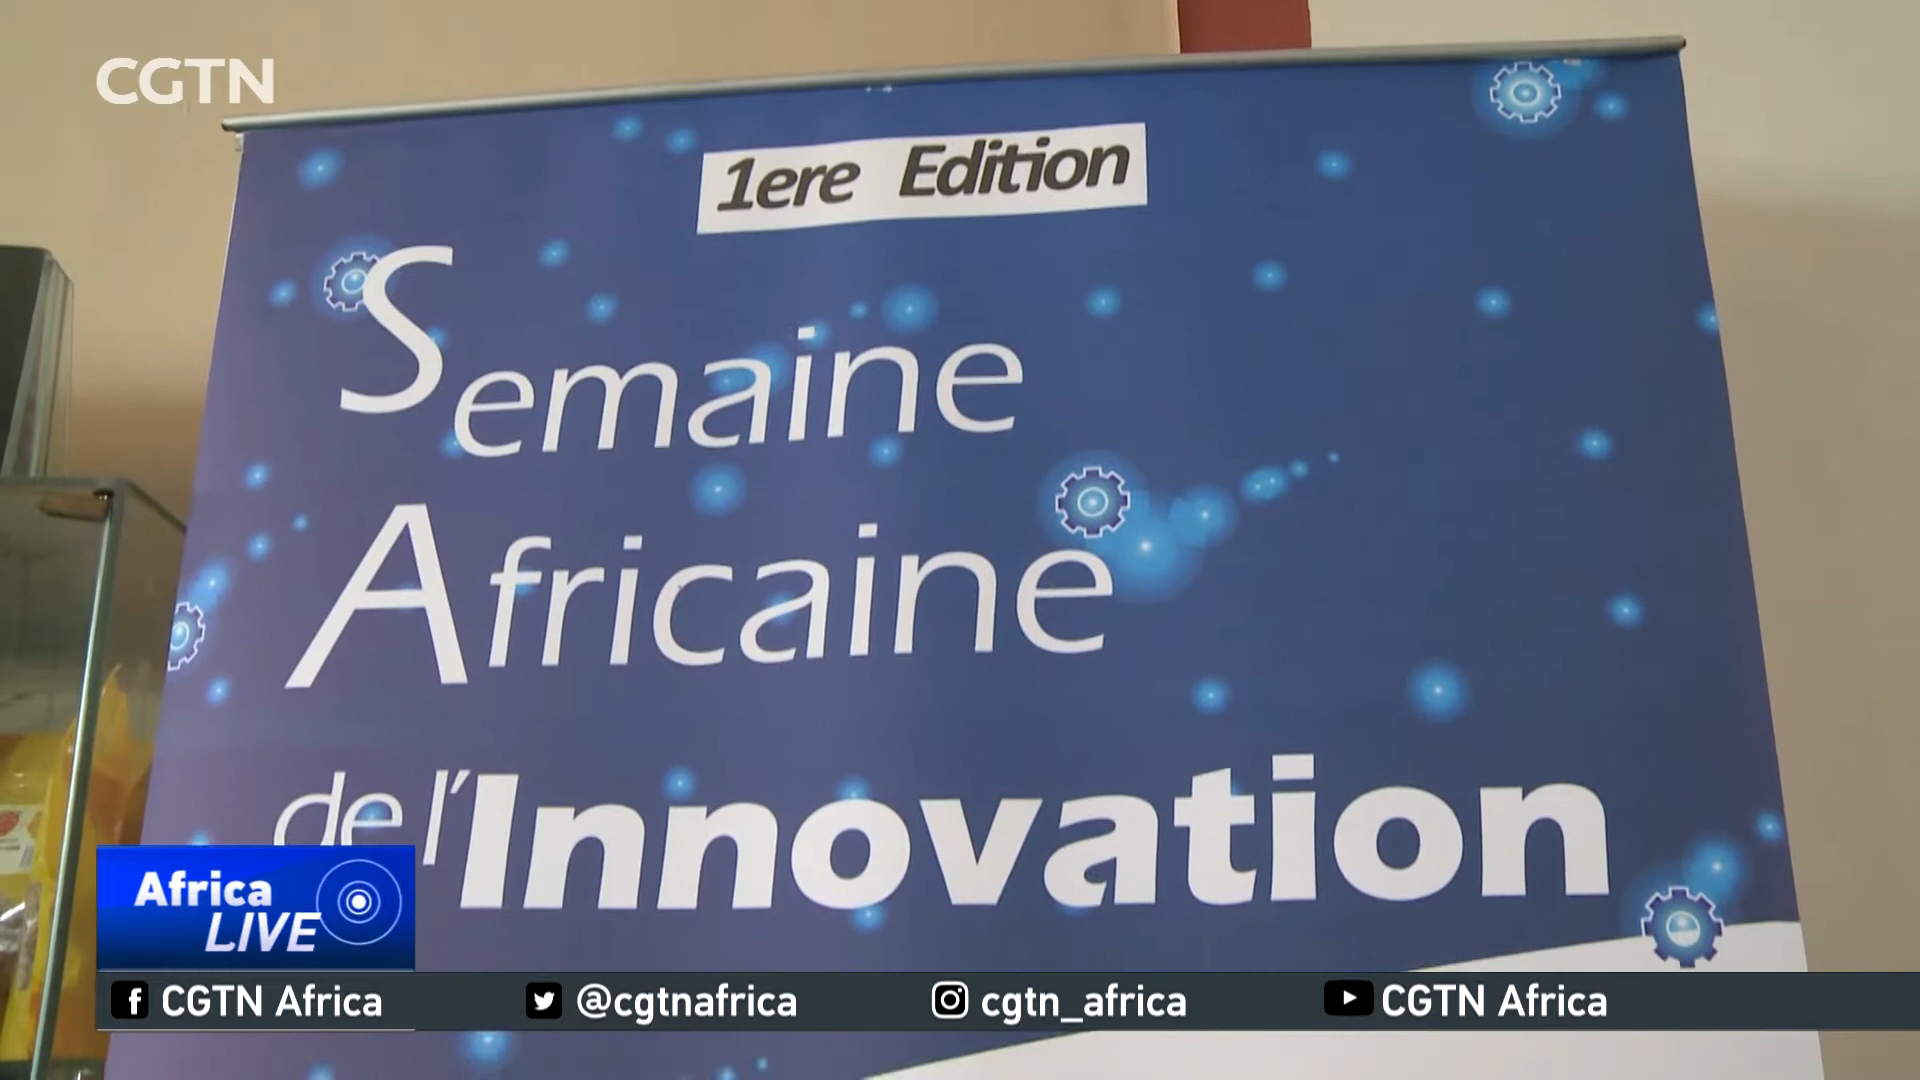 CGTN
1ere Edition
Semaine
Africaine
de l'Innovation
Africa
LIVE
CGTN Africa
@cgtnafrica
cgtn_africa
CGTN Africa